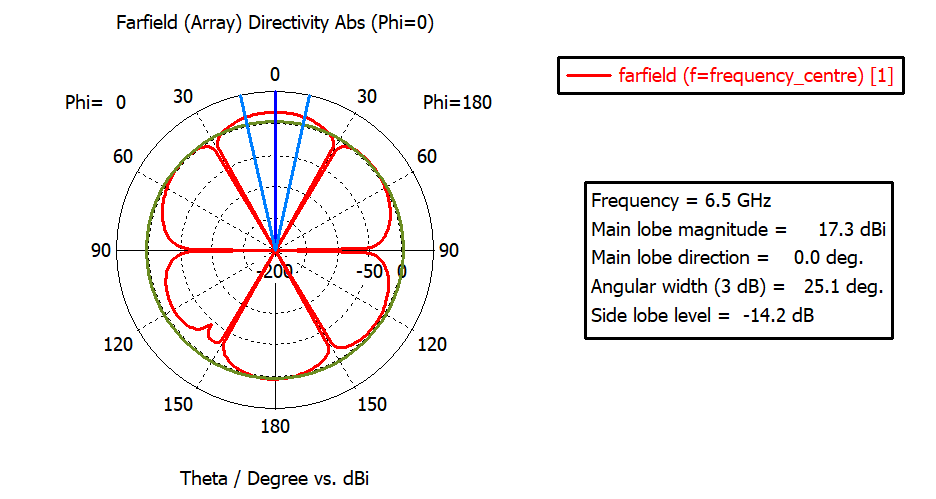 Farfield (Array) Directivity Abs (Phi=0)
farfield (f=frequency_centre) [1]
0
Phi= 0
30
30
Phi=180
60
60
90
90
-200
-50
0
120
120
150
150
180
Frequency = 6.5 GHz
Main lobe magnitude = 17.3 dBi
Main lobe direction = 0.0 deg.
Angular width (3 dB) = 25.1 deg.
Side lobe level = -14.2 dB
Theta / Degree vs. dBi